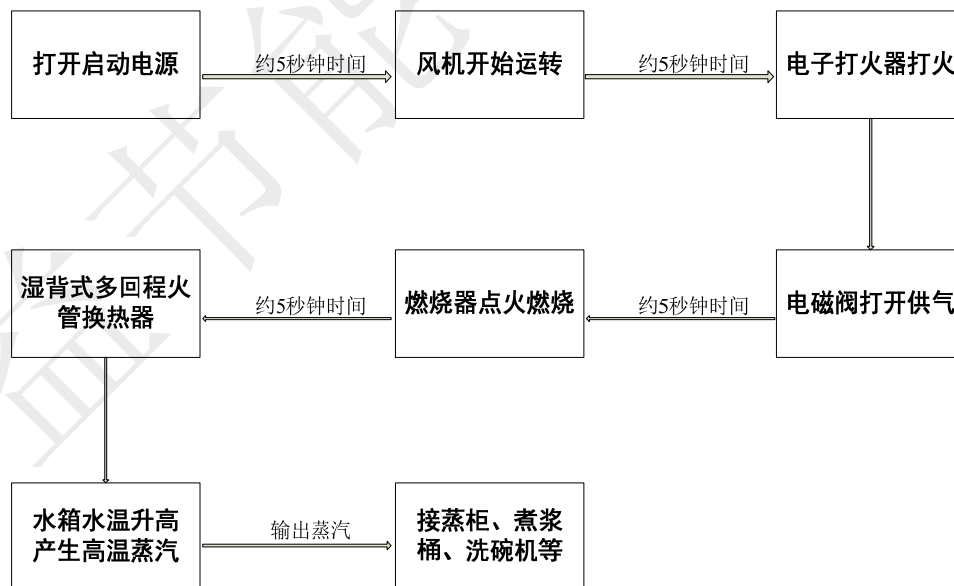 打开启动电源
约5秒钟时间
风机开始运转
约5秒钟时间
电子打火器打火
湿背式多回程火
管换热器
约5秒钟时间
燃烧器点火燃烧
约5秒钟时间
电磁阀打开供气
水箱水温升高
产生高温蒸汽
输出蒸汽
接蒸柜、煮浆
桶、洗碗机等
益节能